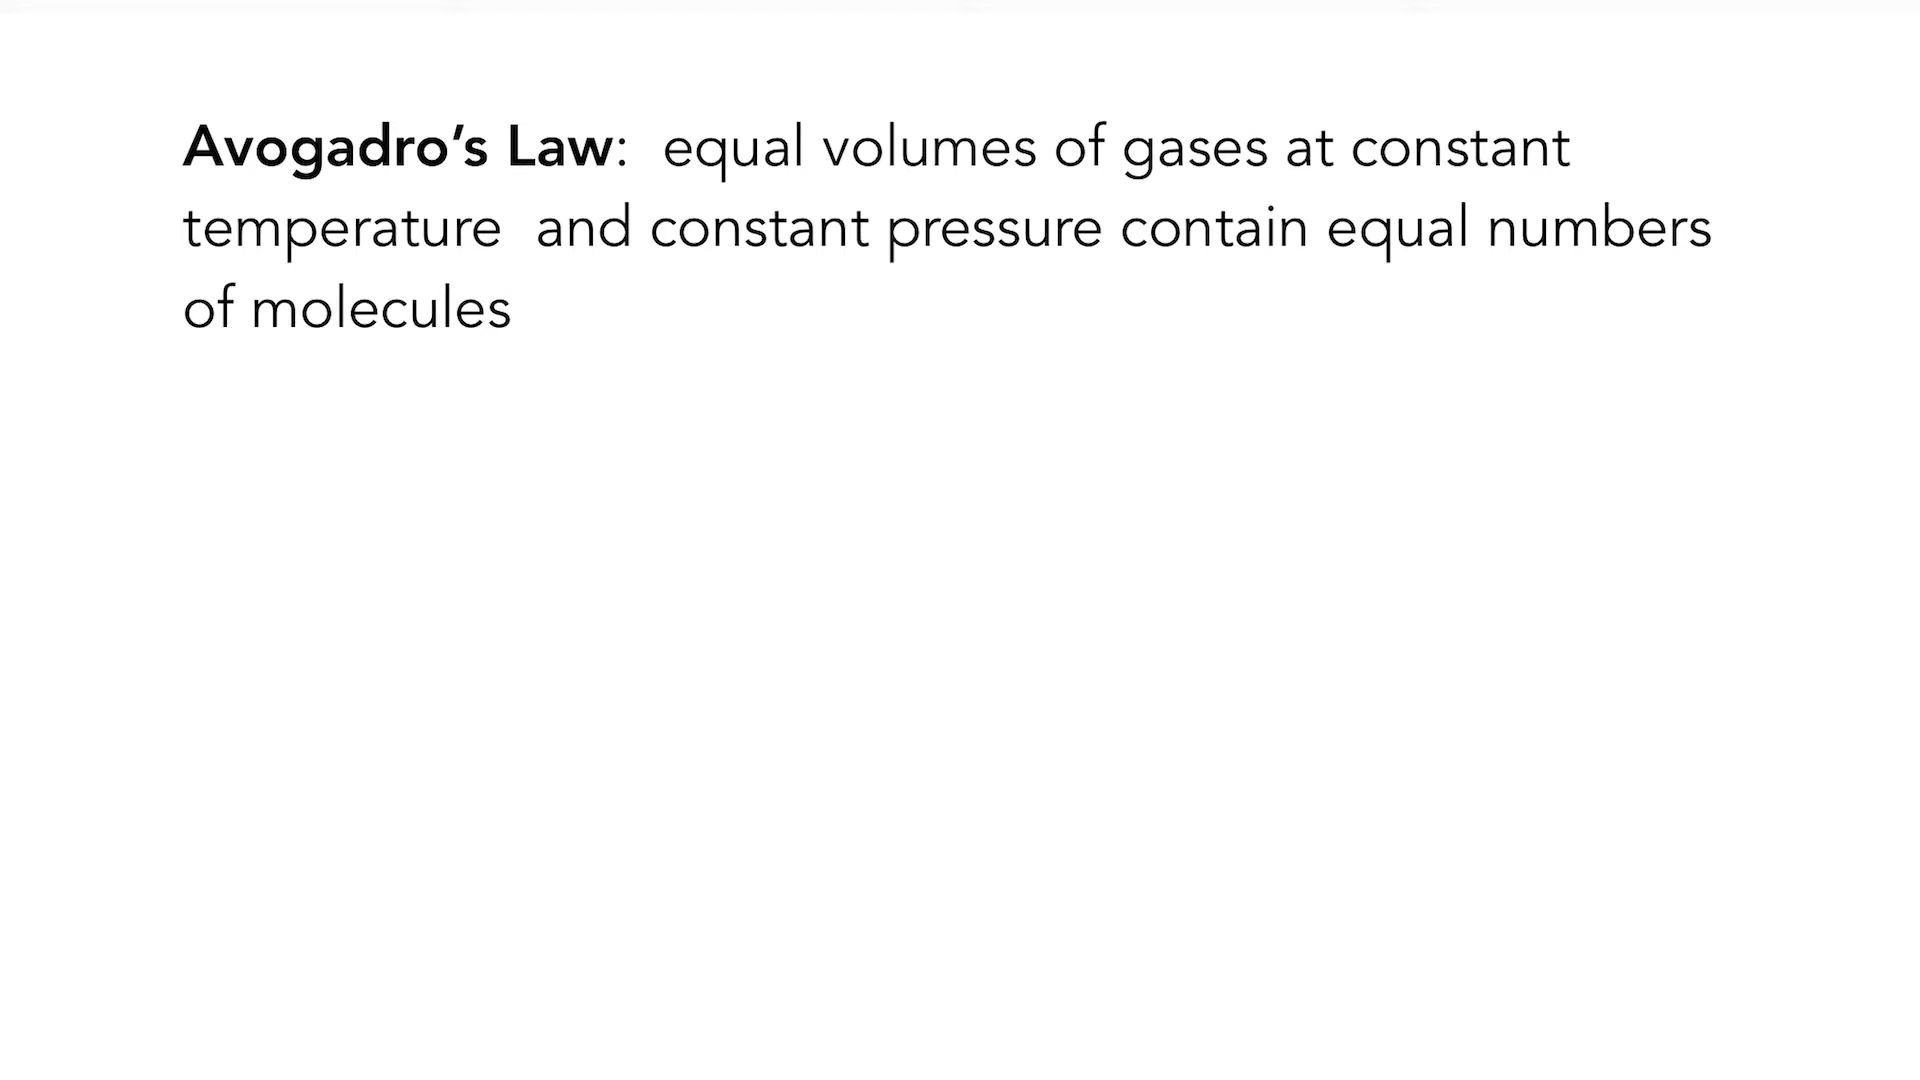 Avogadro’s Law:  equal volumes of gases at constant
temperature  and constant pressure contain equal numbers
of molecules